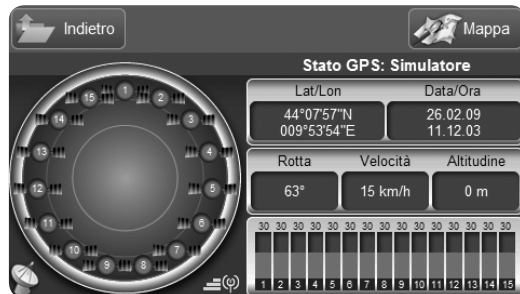 Indietro
Mappa
Stato GPS: Simulatore
Lat/Lon Data/Ora
44°07'57"N 26.02.09
009°53'54"E 11.12.03
Rotta Velocità Altitudine
63° 15 km/h 0 m
30 30 30 30 30 30 30 30 30 30 30 30 30 30 30
1 2 3 4 5 6 7 8 9 10 11 12 13 14 15
1
2
3
4
5
6
7
8
9
10
11
12
13
14
15